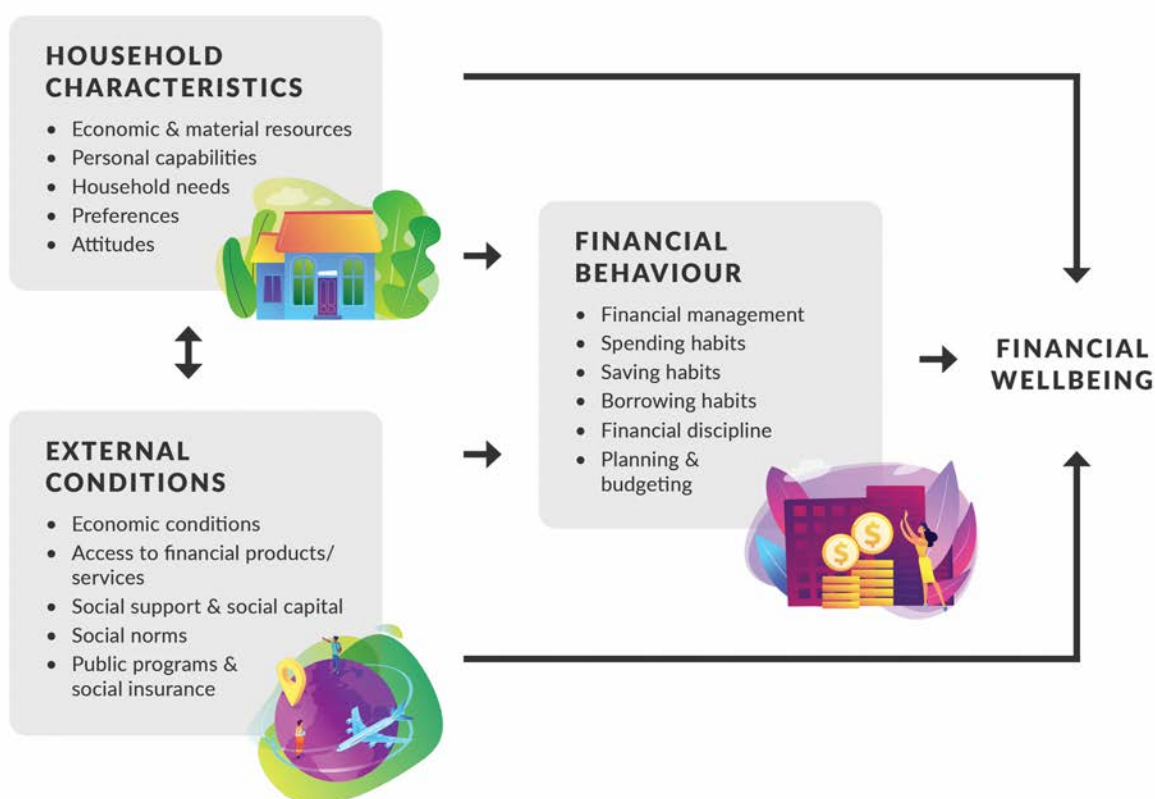 HOUSEHOLD
CHARACTERISTICS
• Economic & material resources
• Personal capabilities
• Household needs
• Preferences
• Attitudes
EXTERNAL
CONDITIONS
• Economic conditions
• Access to financial products/
services
• Social support & social capital
• Social norms
• Public programs &
social insurance
FINANCIAL
BEHAVIOUR
• Financial management
• Spending habits
• Saving habits
• Borrowing habits
• Financial discipline
• Planning &
budgeting
$
$
FINANCIAL
WELLBEING